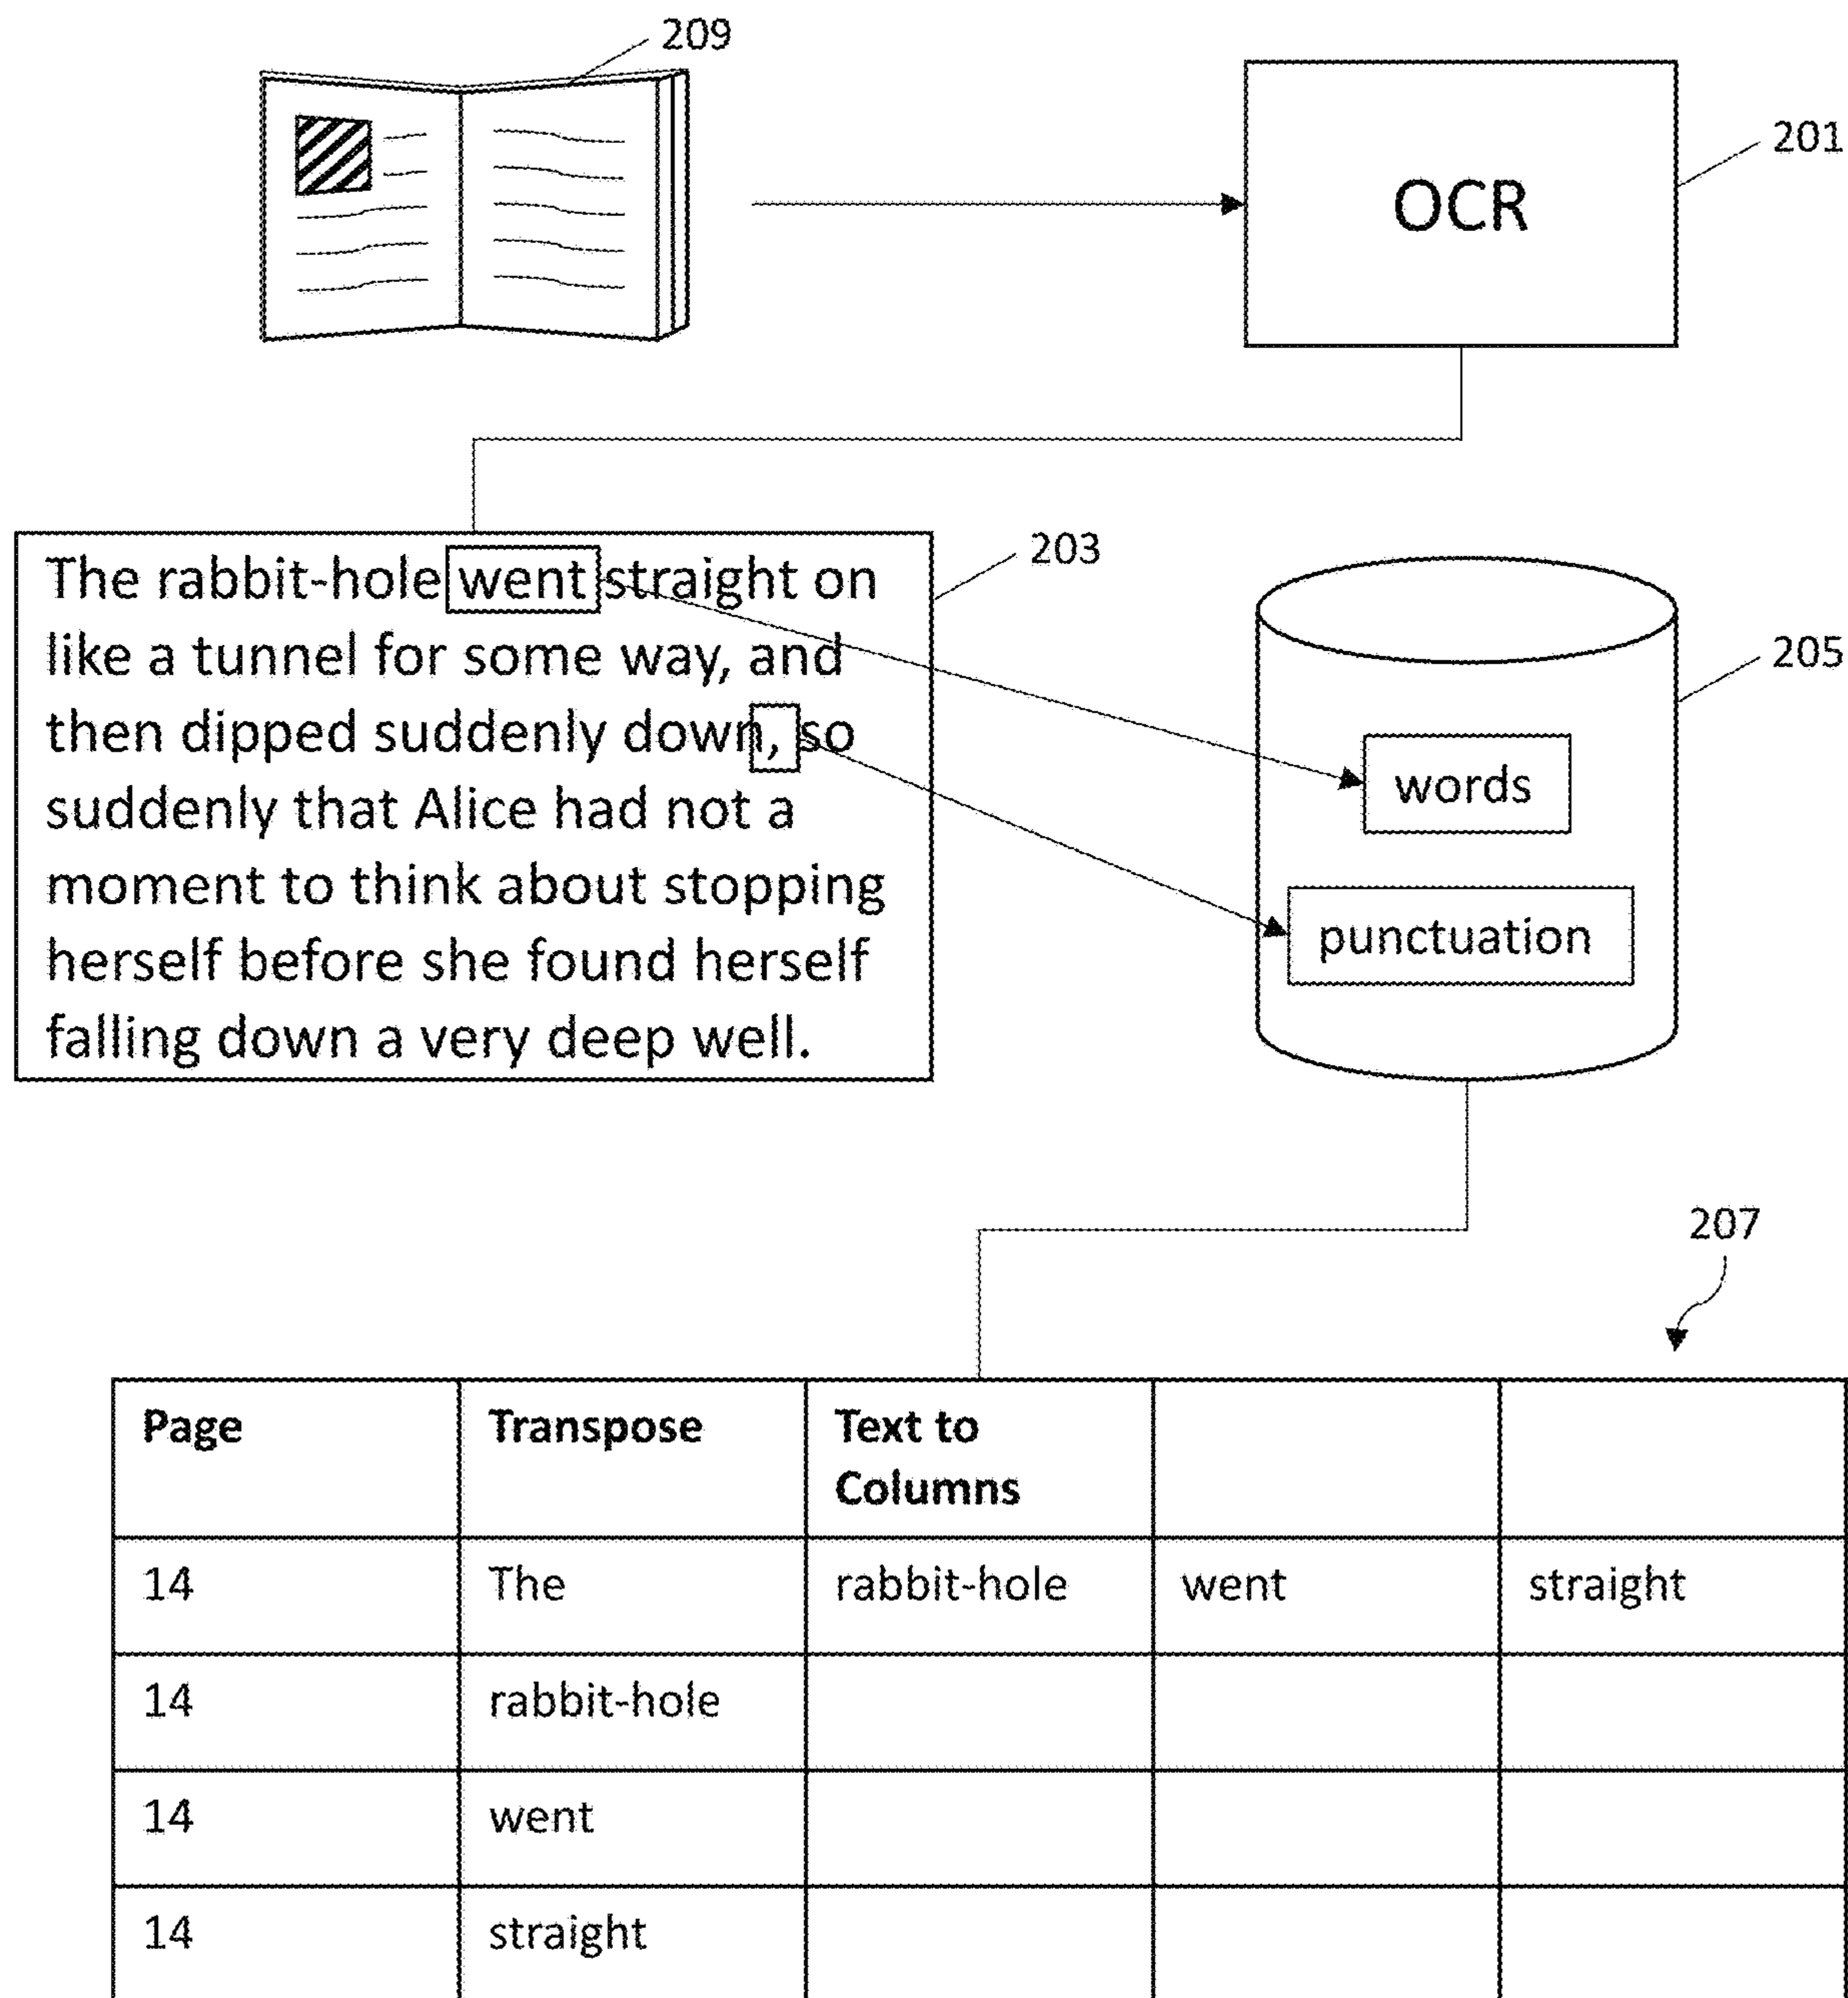 209
201
OCR
203
The rabbit-hole went straight on
like a tunnel for some way, and
then dipped suddenly down, so
suddenly that Alice had not a
moment to think about stopping
herself before she found herself
falling down a very deep well.
205
words
punctuation
207
Page Transpose Text to
Columns
14 The rabbit-hole went straight
14 rabbit-hole
14 went
14 straight